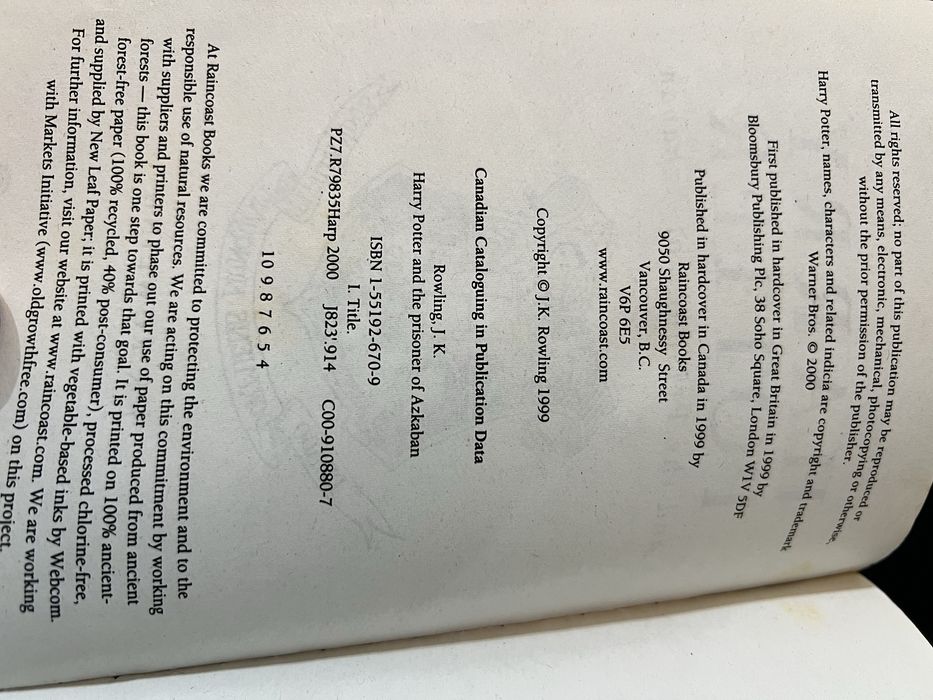 All rights reserved; no part of this publication may be reproduced or
transmitted by any means, electronic, mechanical, photocopying or otherwise,
without the prior permission of the publisher.
Harry Potter, names, characters and related indicia are copyright and trademark
Warner Bros. © 2000
First published in hardcover in Great Britain in 1999 by
Bloomsbury Publishing Plc, 38 Soho Square, London W1V 5DF
Published in hardcover in Canada in 1999 by
Raincoast Books
9050 Shaughnessy Street
Vancouver, B.C.
V6P 6E5
www.raincoast.com
Copyright © J.K. Rowling 1999
Canadian Cataloguing in Publication Data
Rowling, J. K.
Harry Potter and the prisoner of Azkaban
ISBN 1-55192-670-9
I. Title.
PZ7.R79835Harp 2000 J823'.914 C00-910880-7
10 9 8 7 6 5 4
At Raincoast Books we are committed to protecting the environment and to the
responsible use of natural resources. We are acting on this commitment by working
with suppliers and printers to phase out our use of paper produced from ancient
forests — this book is one step towards that goal. It is printed on 100% ancient-
forest-free paper (100% recycled, 40% post-consumer), processed chlorine-free,
and supplied by New Leaf Paper; it is printed with vegetable-based inks by Webcom.
For further information, visit our website at www.raincoast.com. We are working
with Markets Initiative (www.oldgrowthfree.com) on this project.